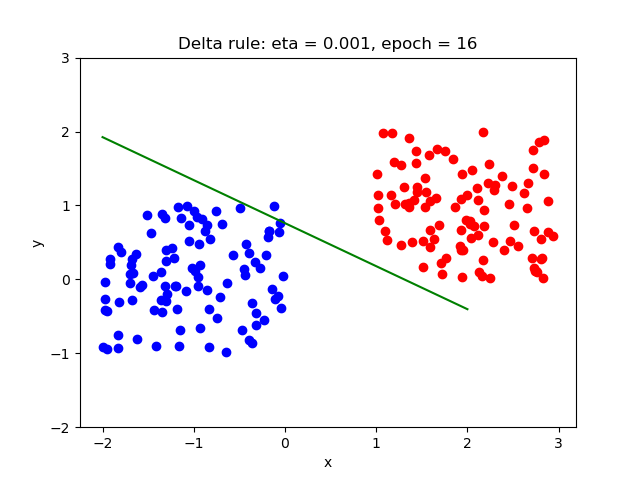 Delta rule: eta = 0.001, epoch = 16
3
2
1
0
−1
−2
y
−2 −1 0 1 2 3
x